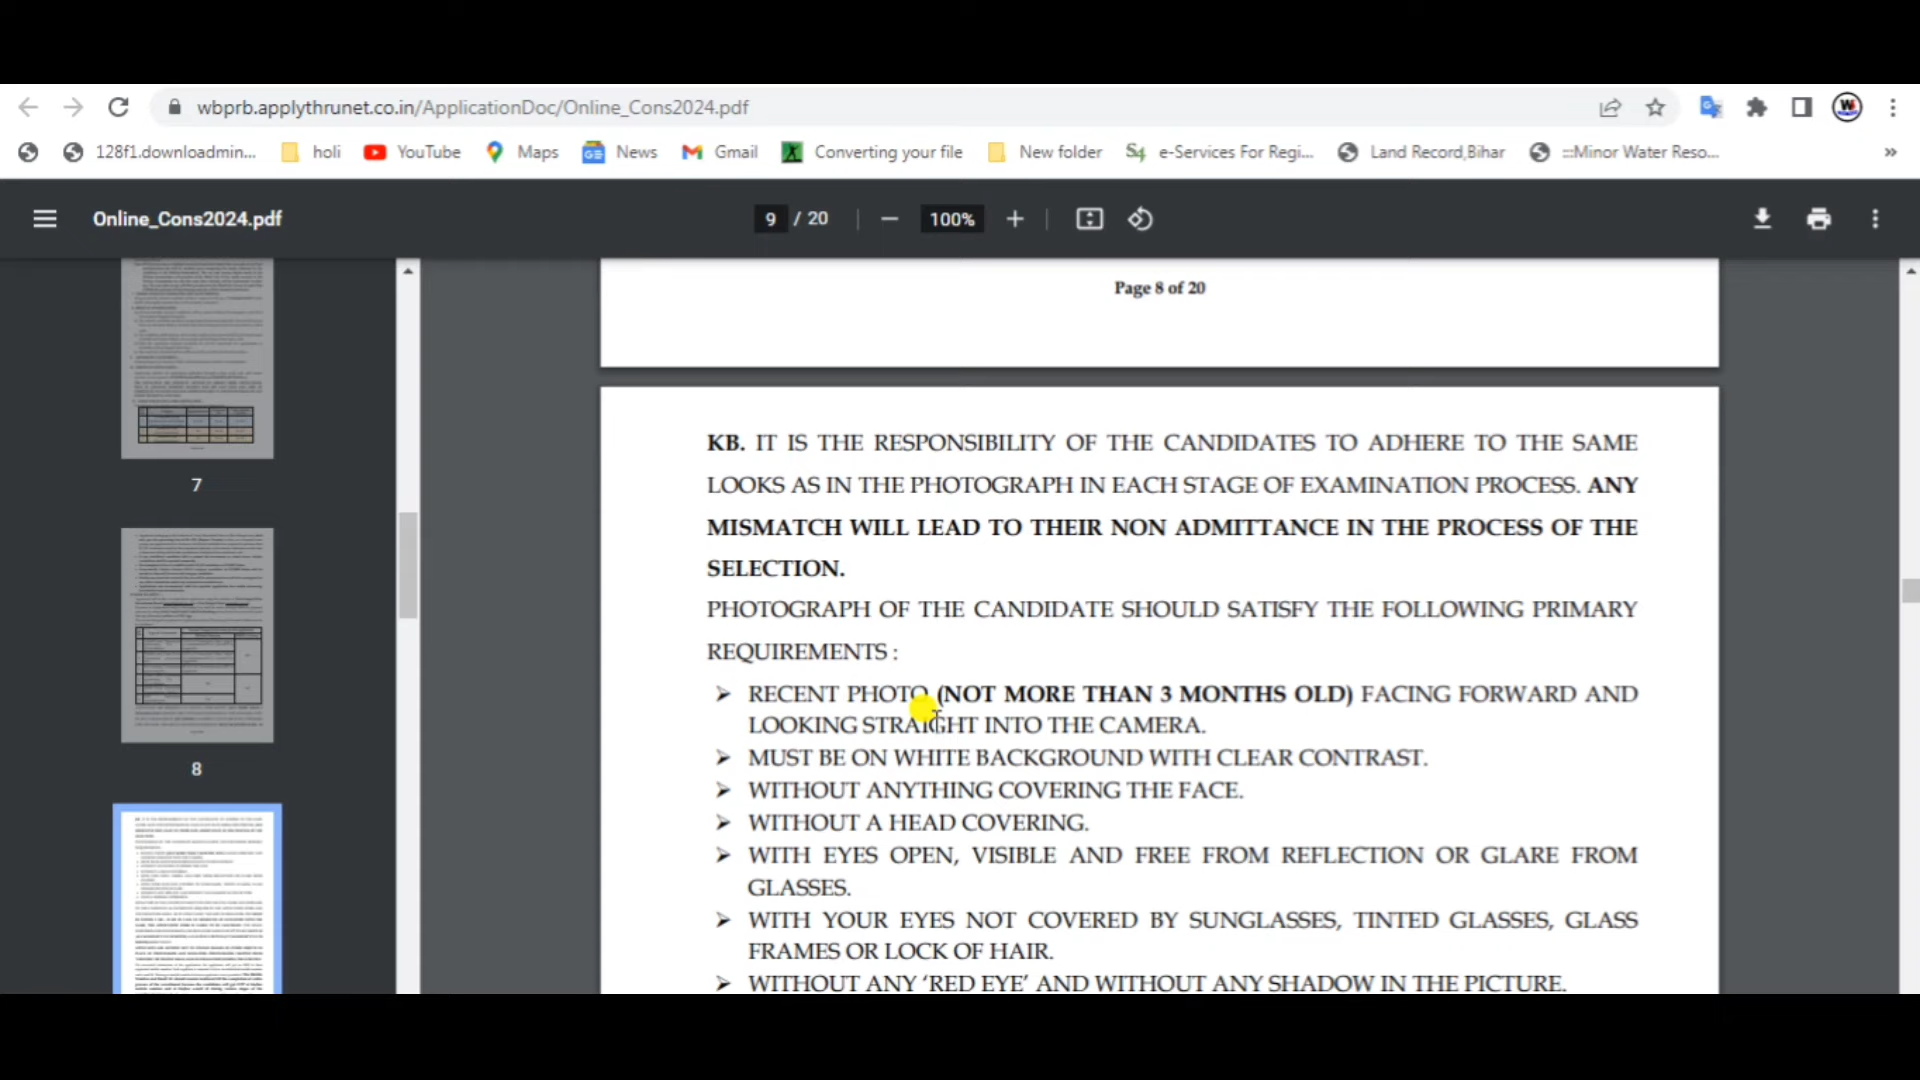 wbprb.applythrunet.co.in/ApplicationDoc/Online_Cons2024.pdf
128f1.downloadmin... holi YouTube Maps News Gmail Converting your file New folder e-Services For Regi... Land Record,Bihar :::Minor Water Reso... »
Online_Cons2024.pdf 9 / 20 100%
7
8
Page 8 of 20
KB. IT IS THE RESPONSIBILITY OF THE CANDIDATES TO ADHERE TO THE SAME
LOOKS AS IN THE PHOTOGRAPH IN EACH STAGE OF EXAMINATION PROCESS. ANY
MISMATCH WILL LEAD TO THEIR NON ADMITTANCE IN THE PROCESS OF THE
SELECTION.
PHOTOGRAPH OF THE CANDIDATE SHOULD SATISFY THE FOLLOWING PRIMARY
REQUIREMENTS :
➢ RECENT PHOTO (NOT MORE THAN 3 MONTHS OLD) FACING FORWARD AND
LOOKING STRAIGHT INTO THE CAMERA.
➢ MUST BE ON WHITE BACKGROUND WITH CLEAR CONTRAST.
➢ WITHOUT ANYTHING COVERING THE FACE.
➢ WITHOUT A HEAD COVERING.
➢ WITH EYES OPEN, VISIBLE AND FREE FROM REFLECTION OR GLARE FROM
GLASSES.
➢ WITH YOUR EYES NOT COVERED BY SUNGLASSES, TINTED GLASSES, GLASS
FRAMES OR LOCK OF HAIR.
➢ WITHOUT ANY 'RED EYE' AND WITHOUT ANY SHADOW IN THE PICTURE.